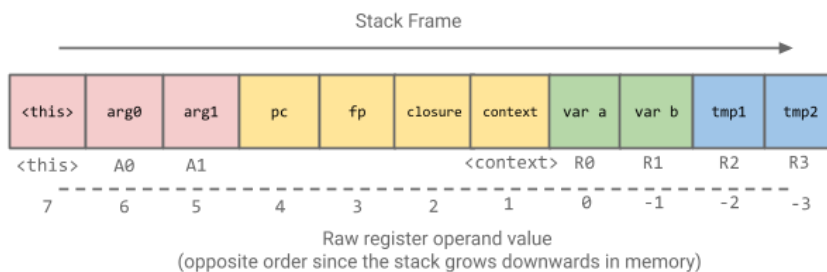 Stack Frame
<this> arg0 arg1 pc fp closure context var a var b tmp1 tmp2
<this> A0 A1 <context> R0 R1 R2 R3
7 6 5 4 3 2 1 0 -1 -2 -3
Raw register operand value
(opposite order since the stack grows downwards in memory)